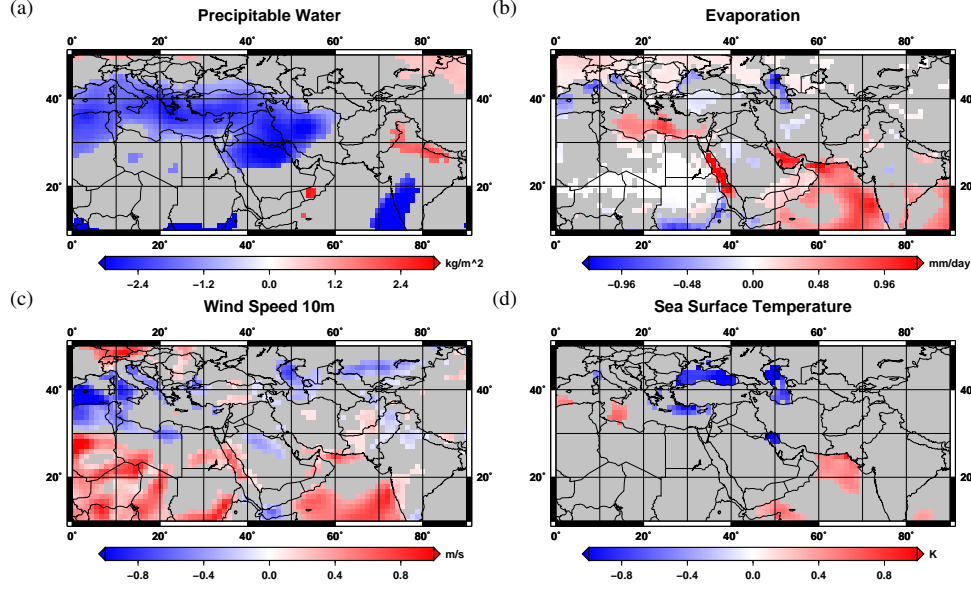 (a)
Precipitable Water
0˚ 20˚ 40˚ 60˚ 80˚
40˚
20˚
0˚ 20˚ 40˚ 60˚ 80˚
−2.4 −1.2 0.0 1.2 2.4 kg/m^2
(b)
Evaporation
0˚ 20˚ 40˚ 60˚ 80˚
40˚
20˚
0˚ 20˚ 40˚ 60˚ 80˚
−0.96 −0.48 0.00 0.48 0.96 mm/day
(c)
Wind Speed 10m
0˚ 20˚ 40˚ 60˚ 80˚
40˚
20˚
0˚ 20˚ 40˚ 60˚ 80˚
−0.8 −0.4 0.0 0.4 0.8 m/s
(d)
Sea Surface Temperature
0˚ 20˚ 40˚ 60˚ 80˚
40˚
20˚
0˚ 20˚ 40˚ 60˚ 80˚
−0.8 −0.4 0.0 0.4 0.8 K